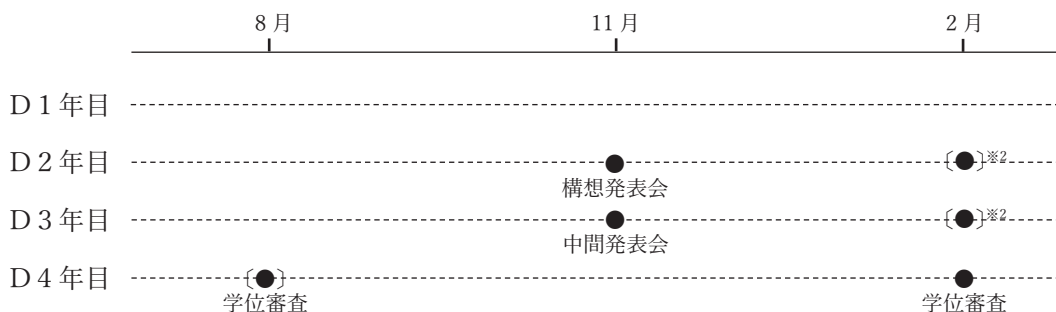 8月 11月 2月
D1年目
D2年目 〔●〕※2
構想発表会
D3年目 〔●〕※2
中間発表会
D4年目 〔●〕
学位審査 学位審査